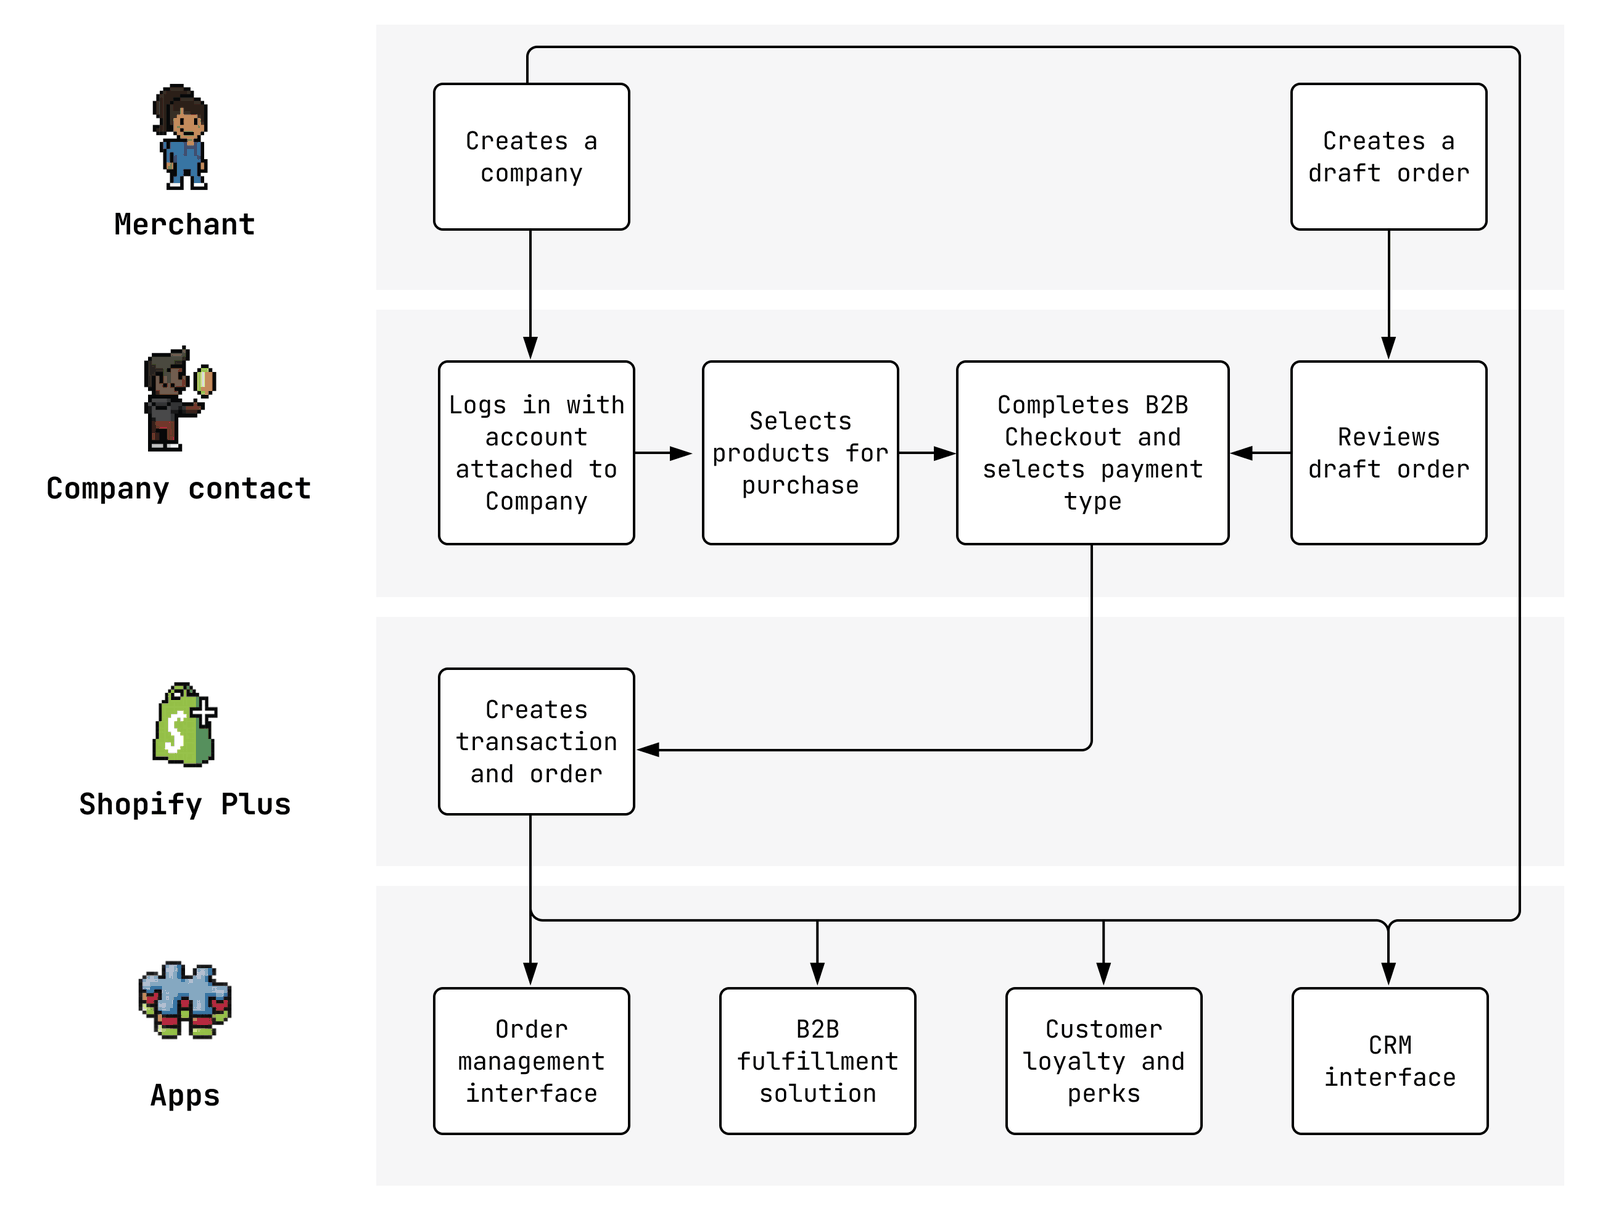 Creates a
company
Creates a
draft order
Merchant
Logs in with
account
attached to
Company
Selects
products for
purchase
Completes B2B
Checkout and
selects payment
type
Reviews
draft order
Company contact
Creates
transaction
and order
Shopify Plus
Order
management
interface
B2B
fulfillment
solution
Customer
loyalty and
perks
CRM
interface
Apps